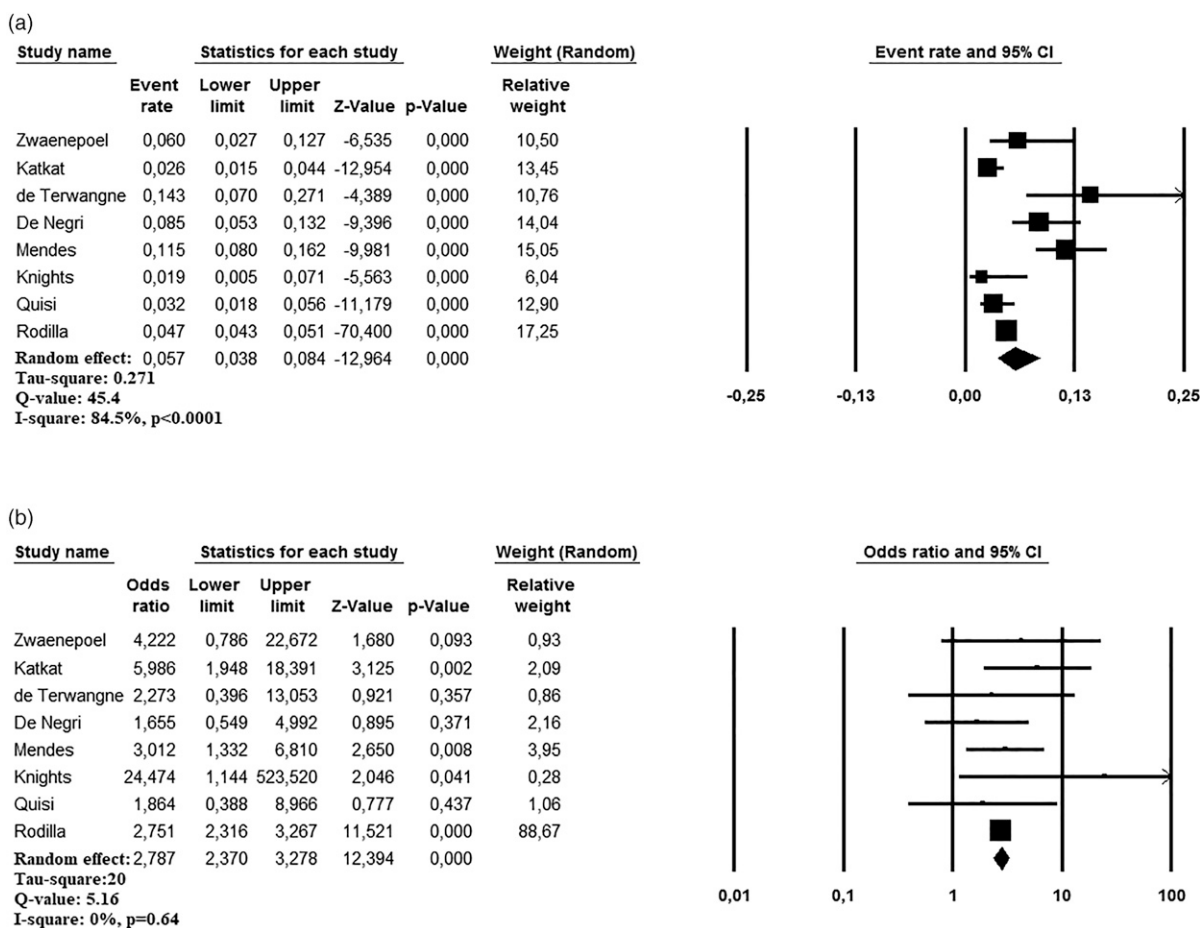 (a)
Study name Statistics for each study Weight (Random) Event rate and 95% CI
Event Lower Upper Relative
rate limit limit Z-Value p-Value weight
Zwaenepoel 0,060 0,027 0,127 -6,535 0,000 10,50
Katkat 0,026 0,015 0,044 -12,954 0,000 13,45
de Terwangne 0,143 0,070 0,271 -4,389 0,000 10,76
De Negri 0,085 0,053 0,132 -9,396 0,000 14,04
Mendes 0,115 0,080 0,162 -9,981 0,000 15,05
Knights 0,019 0,005 0,071 -5,563 0,000 6,04
Quisi 0,032 0,018 0,056 -11,179 0,000 12,90
Rodilla 0,047 0,043 0,051 -70,400 0,000 17,25
Random effect: 0,057 0,038 0,084 -12,964 0,000
Tau-square: 0.271
Q-value: 45.4
I-square: 84.5%, p<0.0001
-0,25 -0,13 0,00 0,13 0,25
(b)
Study name Statistics for each study Weight (Random) Odds ratio and 95% CI
Odds Lower Upper Relative
ratio limit limit Z-Value p-Value weight
Zwaenepoel 4,222 0,786 22,672 1,680 0,093 0,93
Katkat 5,986 1,948 18,391 3,125 0,002 2,09
de Terwangne 2,273 0,396 13,053 0,921 0,357 0,86
De Negri 1,655 0,549 4,992 0,895 0,371 2,16
Mendes 3,012 1,332 6,810 2,650 0,008 3,95
Knights 24,474 1,144 523,520 2,046 0,041 0,28
Quisi 1,864 0,388 8,966 0,777 0,437 1,06
Rodilla 2,751 2,316 3,267 11,521 0,000 88,67
Random effect: 2,787 2,370 3,278 12,394 0,000
Tau-square:20
Q-value: 5.16
I-square: 0%, p=0.64
0,01 0,1 1 10 100